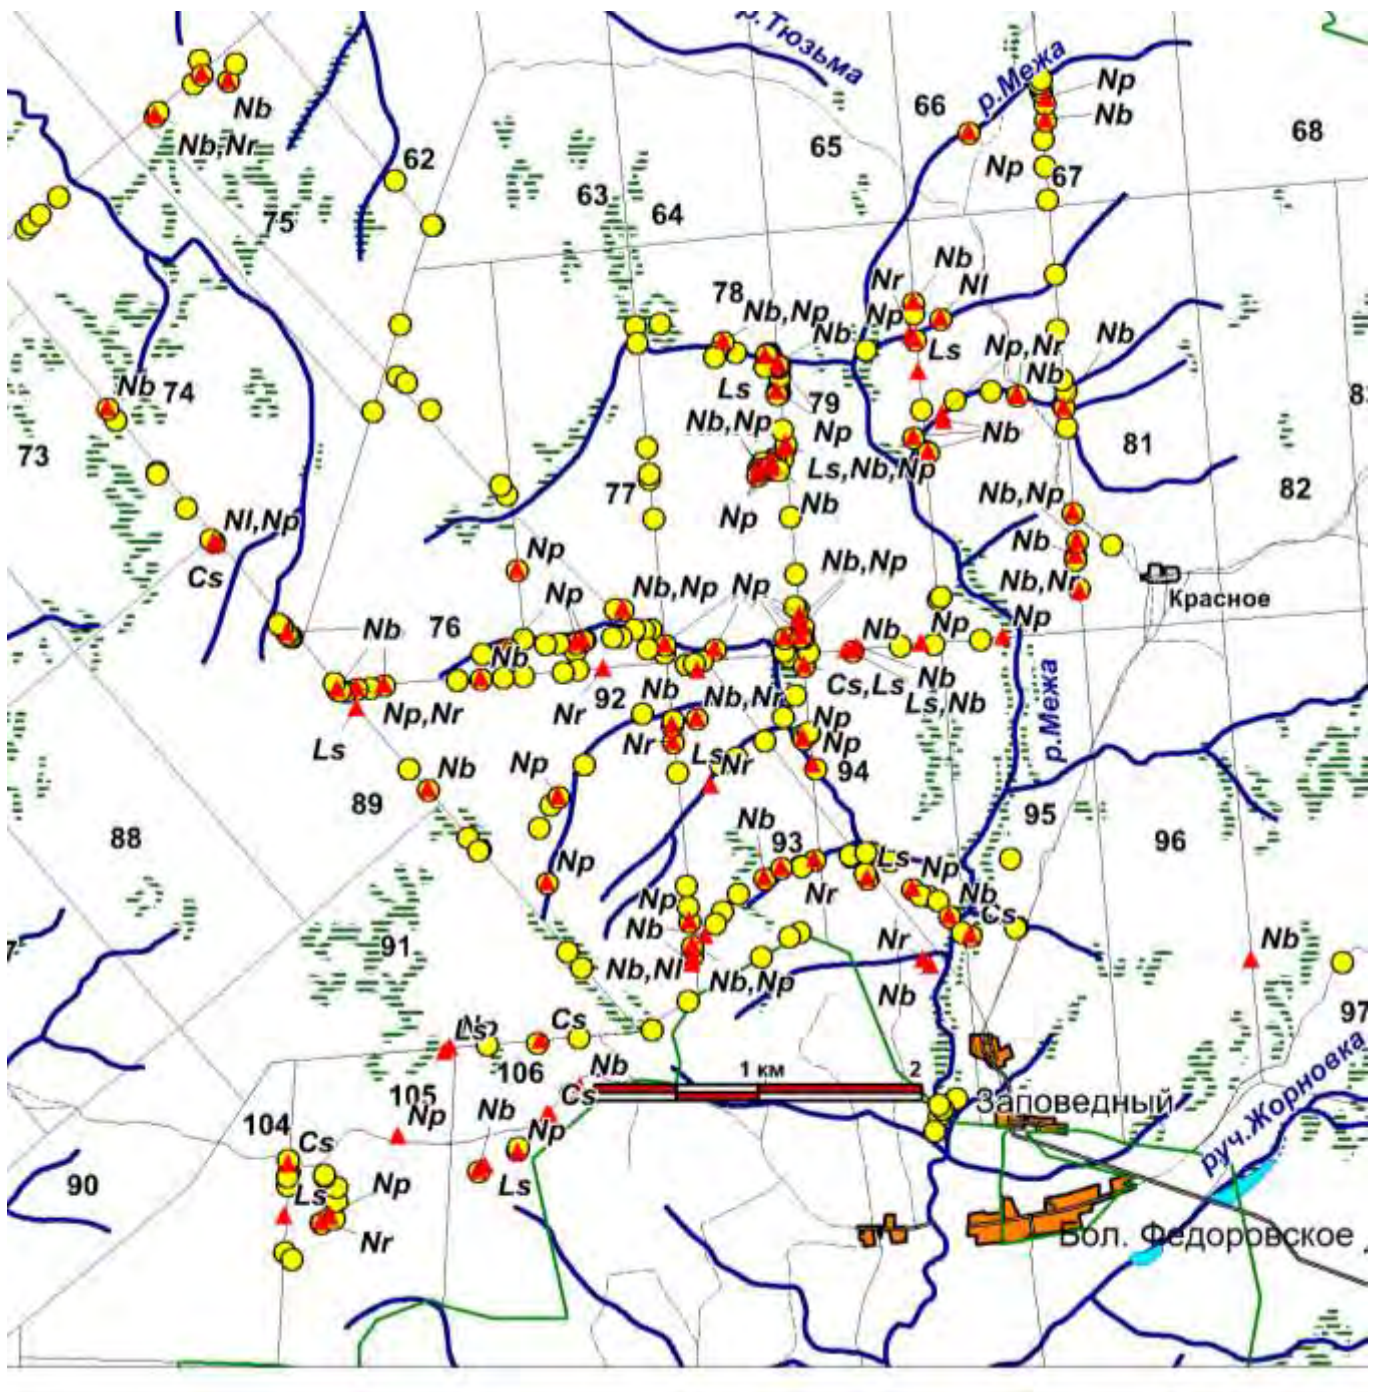 р.Тюзьма
р.Межа
Np
66
Nb
68
Nb
65
Nb,Nr
62
Np
67
63
75
64
Nb
Nr
Nl
78
Nb,Np
Np
Nb
Nb
Ls
Np,Nr
Nb
Nb
74
Ls
79
Nb,Np
Np
Nb
81
73
Ls,Nb,Np
77
82
Nb,Np
Nb
Nl,Np
Np
Nb
Np
Nb,Np
Cs
Nb,Np
Np
Np
Nb,Nr
Красное
Nb
76
Nb
Np
Np
Nb
92
Cs,Ls
Nb
Nb
Nb,Nr
Ls,Nb
Np,Nr
Nr
Np
р.Межа
Ls
Nr
Np
Ls
Nr
Np
94
Nb
89
95
88
Nb
93
96
Np
Ls
Np
Nr
Np
Nb
Cs
Nb
Nr
Nb
91
Nb,Nl
Nb,Np
Nb
97
Ls
Cs
106
Nb
1 км
2
105
Cs
Заповедный
руч.Жорновка
Np
Nb
104
Np
Cs
90
Ls
Np
Ls
Nr
Бол. Федоровское